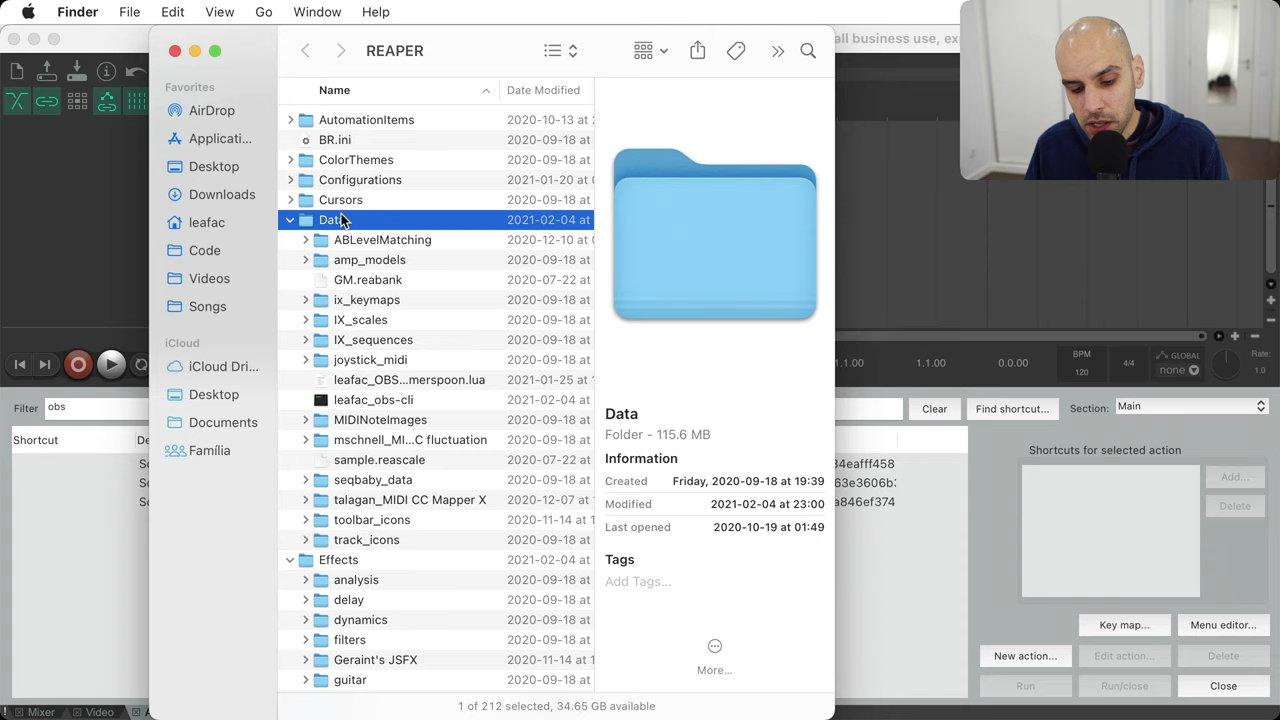 Finder File Edit View Go Window Help
REAPER
all business use, ex
Favorites
AirDrop
Applicati...
Desktop
Downloads
leafac
Code
Videos
Songs
iCloud
iCloud Dri...
Desktop
Documents
Família
Name Date Modified
AutomationItems 2020-10-13 at
BR.ini 2020-09-18 at
ColorThemes 2020-09-18 at
Configurations 2021-01-20 at
Cursors 2020-09-18 at
Data 2021-02-04 at
ABLevelMatching 2020-12-10 at
amp_models 2020-09-18 at
GM.reabank 2020-07-22 at
ix_keymaps 2020-09-18 at
IX_scales 2020-09-18 at
IX_sequences 2020-09-18 at
joystick_midi 2020-09-18 at
leafac_OBS...merspoon.lua 2021-01-25 at
leafac_obs-cli 2021-02-04 at
MIDINoteImages 2020-09-18 at
mschnell_MI...C fluctuation 2020-09-18 at
sample.reascale 2020-07-22 at
seqbaby_data 2020-09-18 at
talagan_MIDI CC Mapper X 2020-12-07 at
toolbar_icons 2020-11-14 at 1
track_icons 2020-09-18 at
Effects 2021-02-04 at
analysis 2020-09-18 at
delay 2020-09-18 at
dynamics 2020-09-18 at
filters 2020-09-18 at
Geraint's JSFX 2020-11-14 at 1
guitar 2020-09-18 at
1 of 212 selected, 34.65 GB available
Data
Folder - 115.6 MB
Information
Created Friday, 2020-09-18 at 19:39
Modified 2021-02-04 at 23:00
Last opened 2020-10-19 at 01:49
Tags
Add Tags...
More...
1.1.00 1.1.00 0.0.00 BPM 120 4/4 GLOBAL none Rate: 1.0
Filter obs Clear Find shortcut... Section: Main
Shortcut De
Sc 34eafff458
Sc 63e3606b:
Sc a846ef374
Shortcuts for selected action
Add...
Delete
Key map... Menu editor...
New action... Edit action... Delete
Run Run/close Close
Mixer Video A